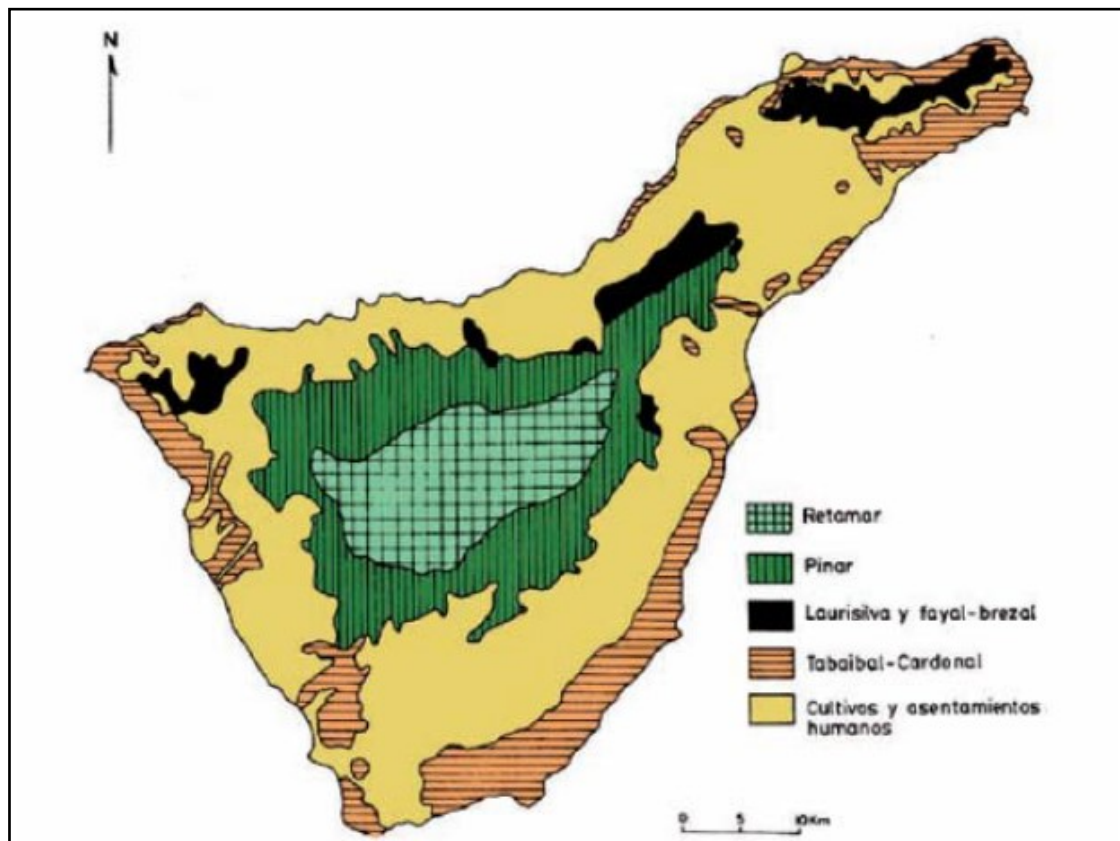 N
Retamar
Pinar
Laurisilva y fayal-brezal
Tabaibal-Cardonal
Cultivos y asentamientos
humanos
0 5 10Km